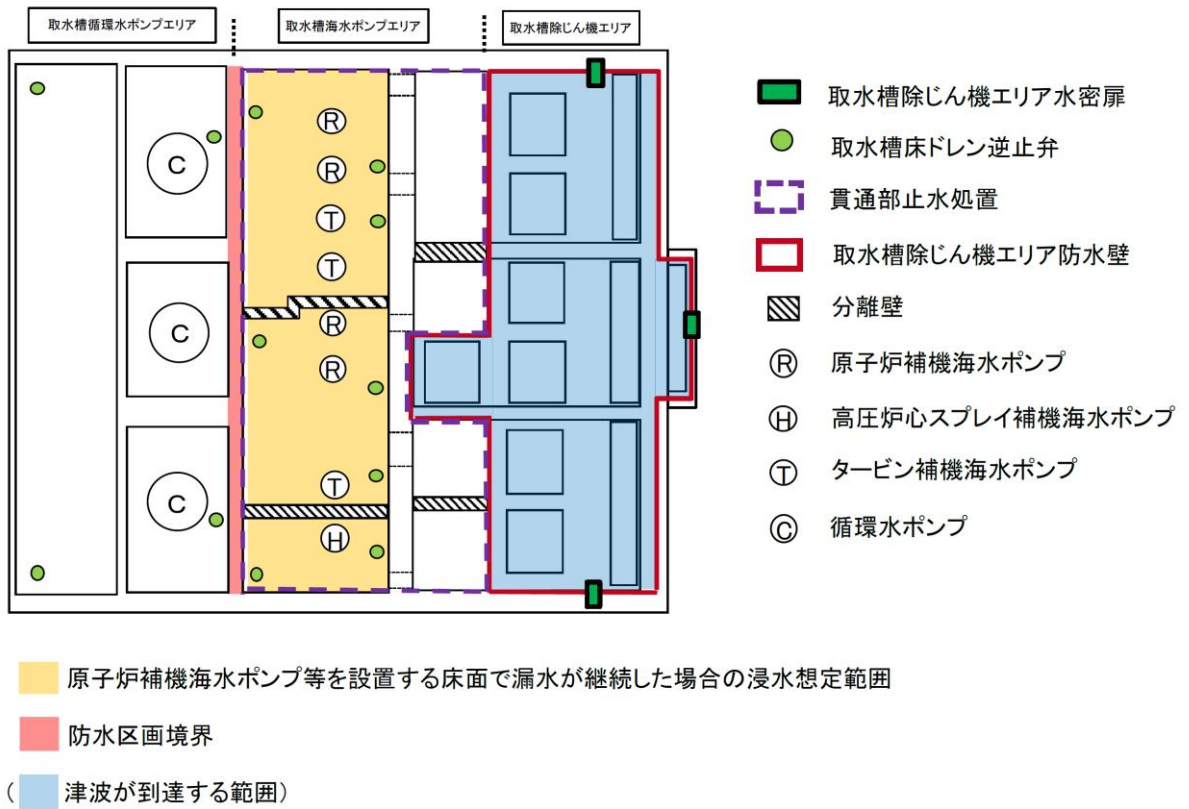 取水槽循環水ポンプエリア
取水槽海水ポンプエリア
取水槽除じん機エリア
C
C
C
R
R
T
T
R
R
T
H
取水槽除じん機エリア水密扉
取水槽床ドレン逆止弁
貫通部止水処置
取水槽除じん機エリア防水壁
分離壁
R 原子炉補機海水ポンプ
H 高圧炉心スプレイ補機海水ポンプ
T タービン補機海水ポンプ
C 循環水ポンプ
原子炉補機海水ポンプ等を設置する床面で漏水が継続した場合の浸水想定範囲
防水区画境界
( 津波が到達する範囲)